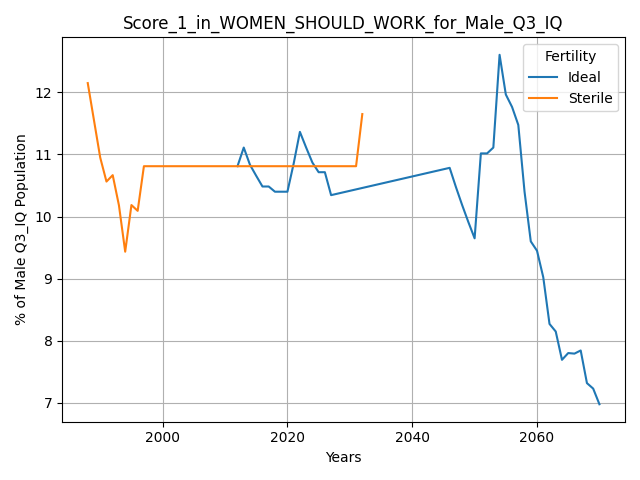 Score_1_in_WOMEN_SHOULD_WORK_for_Male_Q3_IQ
Fertility
Ideal
Sterile
% of Male Q3_IQ Population
12
11
10
9
8
7
2000 2020 2040 2060
Years